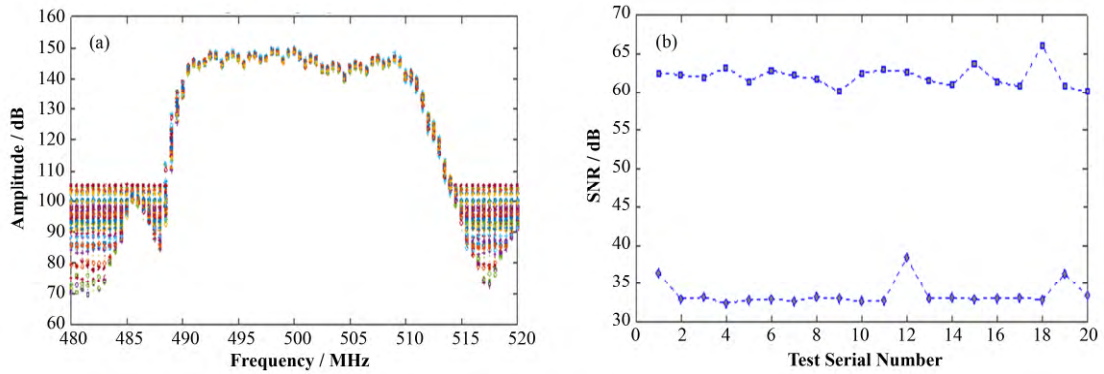 (a)
Amplitude / dB
160
150
140
130
120
110
100
90
80
70
60
480 485 490 495 500 505 510 515 520
Frequency / MHz
(b)
SNR / dB
70
65
60
55
50
45
40
35
30
0 2 4 6 8 10 12 14 16 18 20
Test Serial Number